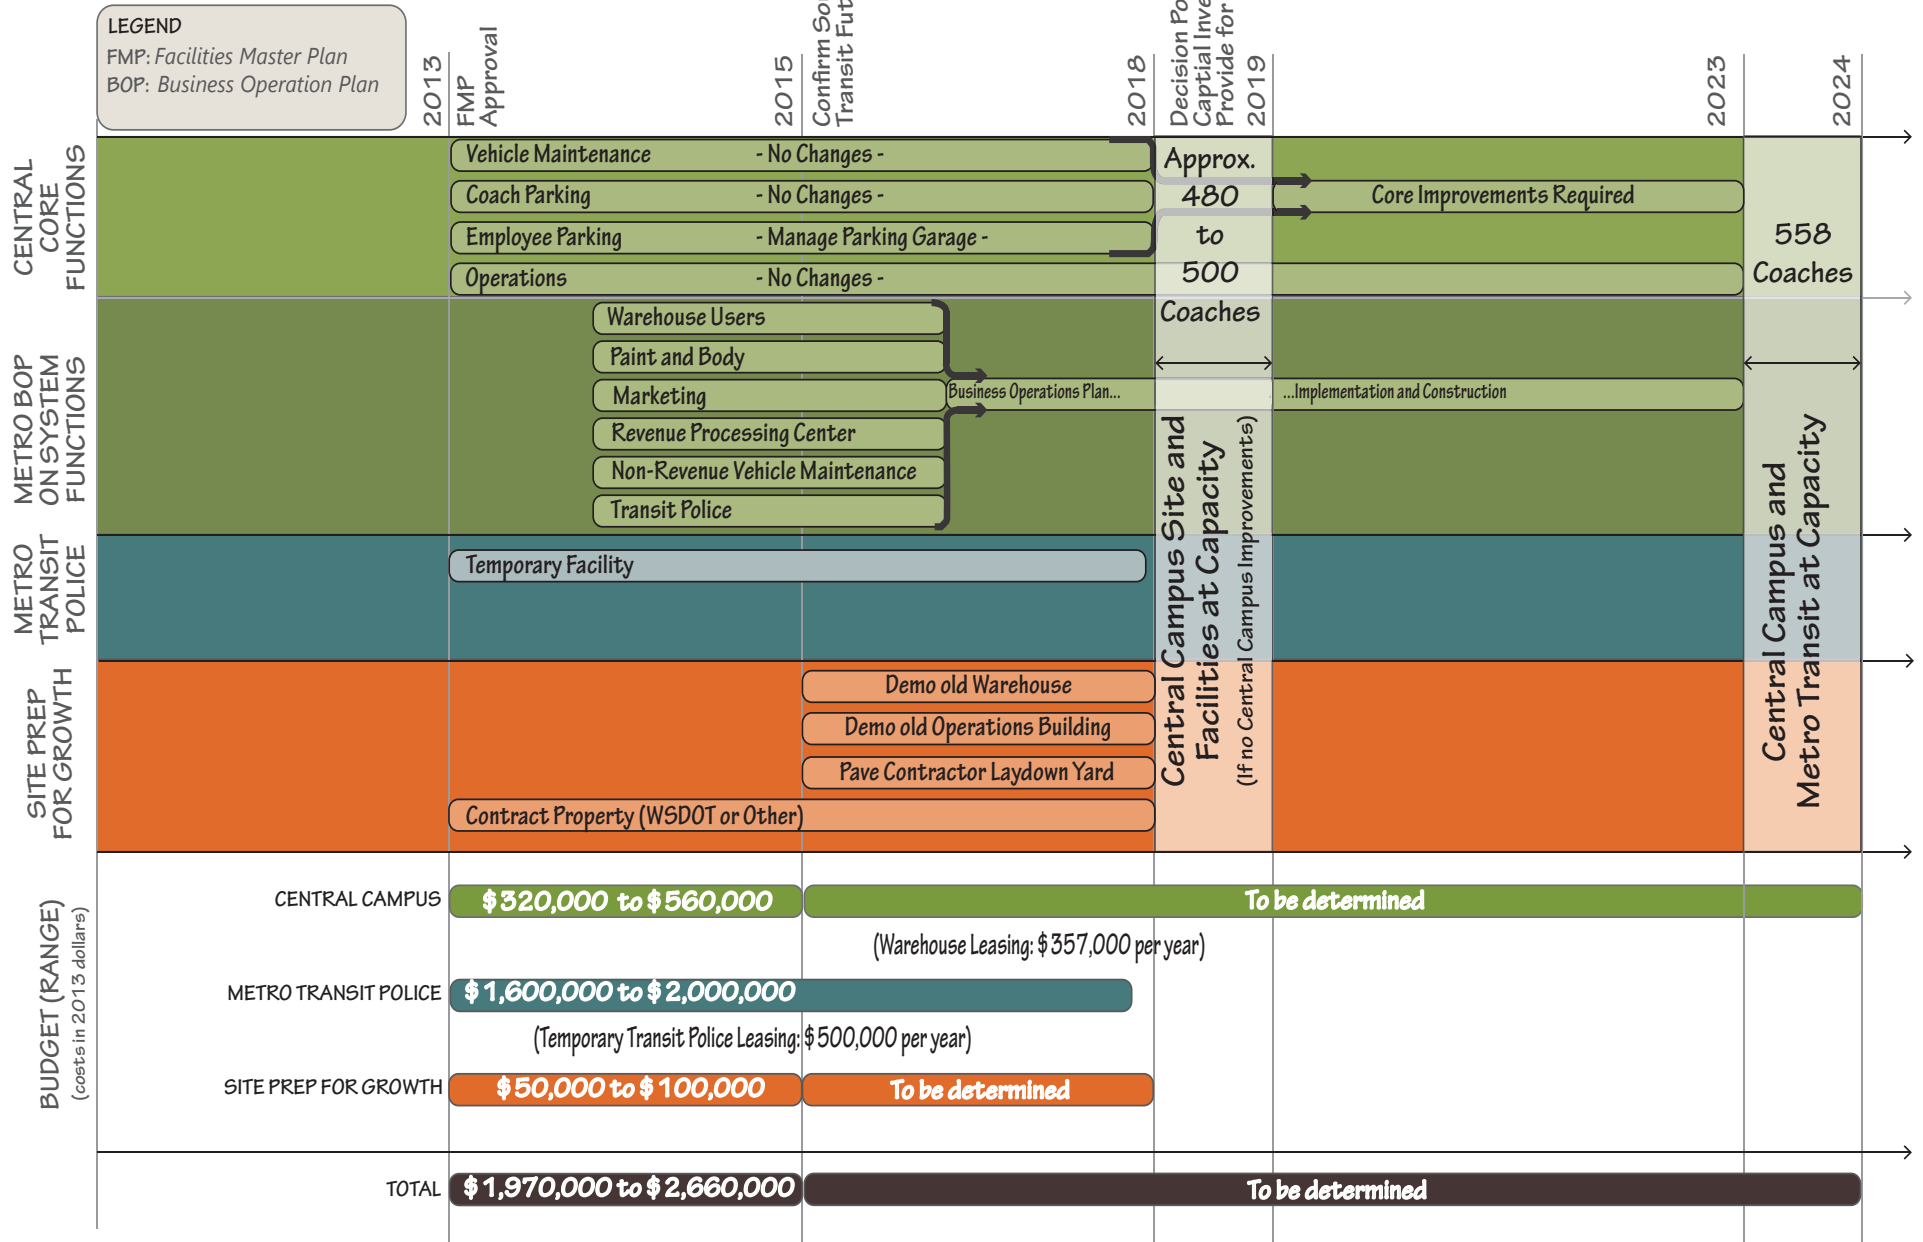 LEGEND
FMP: Facilities Master Plan
BOP: Business Operation Plan
2013
FMP
Approval
2015
Confirm
Transit
2018
Decision
Captial
Provide for
2019
2023
2024
CENTRAL
CORE
FUNCTIONS
Vehicle Maintenance - No Changes -
Coach Parking - No Changes -
Employee Parking - Manage Parking Garage -
Operations - No Changes -
Approx.
480
to
500
Coaches
Core Improvements Required
558
Coaches
METRO BOP
ON SYSTEM
FUNCTIONS
Warehouse Users
Paint and Body
Marketing
Revenue Processing Center
Non-Revenue Vehicle Maintenance
Transit Police
Business Operations Plan...
...Implementation and Construction
Central Campus Site and
Facilities at Capacity
(If no Central Campus Improvements)
Central Campus and
Metro Transit at Capacity
METRO
TRANSIT
POLICE
Temporary Facility
SITE PREP
FOR GROWTH
Demo old Warehouse
Demo old Operations Building
Pave Contractor Laydown Yard
Contract Property (WSDOT or Other)
BUDGET (RANGE)
(costs in 2013 dollars)
CENTRAL CAMPUS
$320,000 to $560,000
To be determined
(Warehouse Leasing: $357,000 per year)
METRO TRANSIT POLICE
$1,600,000 to $2,000,000
(Temporary Transit Police Leasing: $500,000 per year)
SITE PREP FOR GROWTH
$50,000 to $100,000
To be determined
TOTAL
$1,970,000 to $2,660,000
To be determined